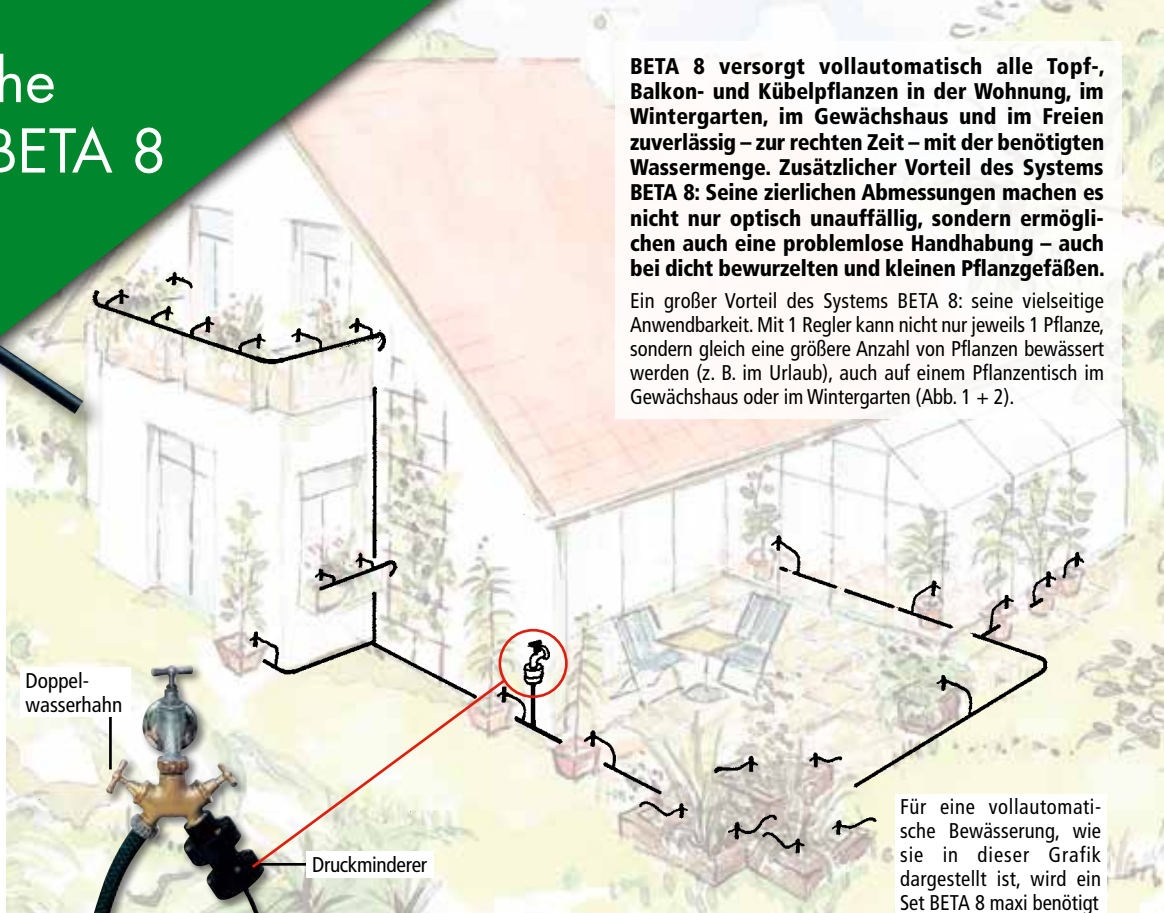 he
BETA 8
BETA 8 versorgt vollautomatisch alle Topf-,
Balkon- und Kübelpflanzen in der Wohnung, im
Wintergarten, im Gewächshaus und im Freien
zuverlässig – zur rechten Zeit – mit der benötigten
Wassermenge. Zusätzlicher Vorteil des Systems
BETA 8: Seine zierlichen Abmessungen machen es
nicht nur optisch unauffällig, sondern ermögli-
chen auch eine problemlose Handhabung – auch
bei dicht bewurzelten und kleinen Pflanzgefäßen.
Ein großer Vorteil des Systems BETA 8: seine vielseitige
Anwendbarkeit. Mit 1 Regler kann nicht nur jeweils 1 Pflanze,
sondern gleich eine größere Anzahl von Pflanzen bewässert
werden (z. B. im Urlaub), auch auf einem Pflanzentisch im
Gewächshaus oder im Wintergarten (Abb. 1 + 2).
Doppel-
wasserhahn
Druckminderer
Für eine vollautomati-
sche Bewässerung, wie
sie in dieser Grafik
dargestellt ist, wird ein
Set BETA 8 maxi benötigt